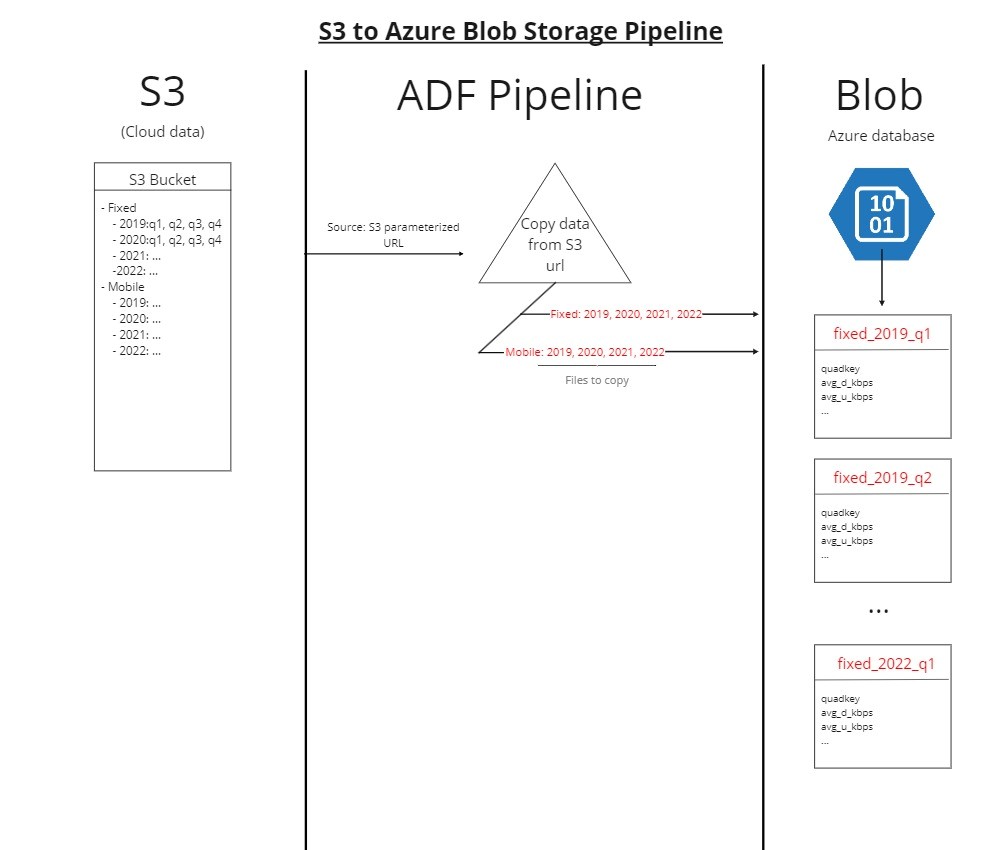 S3 to Azure Blob Storage Pipeline
S3
(Cloud data)
S3 Bucket
- Fixed
- 2019:q1, q2, q3, q4
- 2020:q1, q2, q3, q4
- 2021: ...
-2022: ...
- Mobile
- 2019: ...
- 2020: ...
- 2021: ...
- 2022: ...
ADF Pipeline
Source: S3 parameterized
URL
Copy data
from S3
url
Fixed: 2019, 2020, 2021, 2022
Mobile: 2019, 2020, 2021, 2022
Files to copy
Blob
Azure database
10
01
fixed_2019_q1
quadkey
avg_d_kbps
avg_u_kbps
...
fixed_2019_q2
quadkey
avg_d_kbps
avg_u_kbps
...
...
fixed_2022_q1
quadkey
avg_d_kbps
avg_u_kbps
...